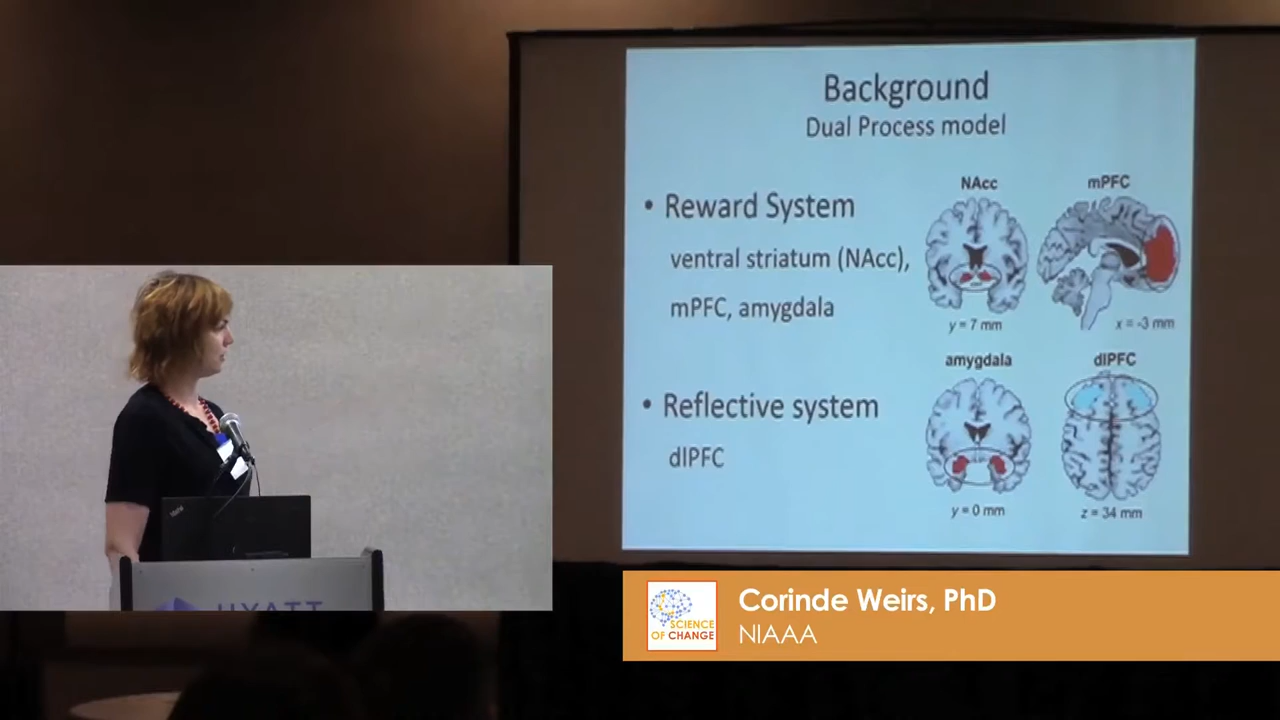 Background
Dual Process model
• Reward System
ventral striatum (NAcc),
mPFC, amygdala
• Reflective system
dlPFC
NAcc
mPFC
y = 7 mm
x = -3 mm
amygdala
dlPFC
y = 0 mm
z = 34 mm
HYATT
SCIENCE
OF CHANGE
Corinde Weirs, PhD
NIAAA